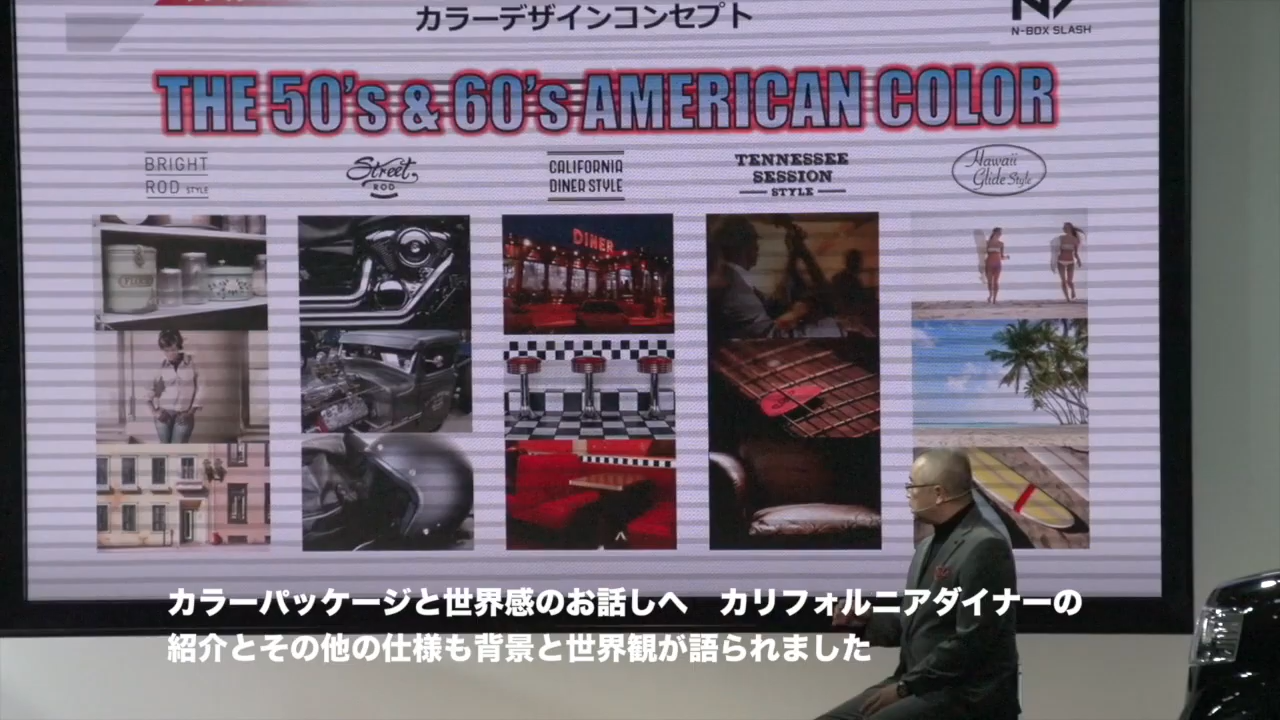 カラーデザインコンセプト
N-BOX SLASH
THE 50's & 60's AMERICAN COLOR
BRIGHT
ROD STYLE
Street
ROD
CALIFORNIA
DINER STYLE
TENNESSEE
SESSION
STYLE
Hawaii
Glide Style
DINER
カラーパッケージと世界感のお話しへ　カリフォルニアダイナーの
紹介とその他の仕様も背景と世界観が語られました